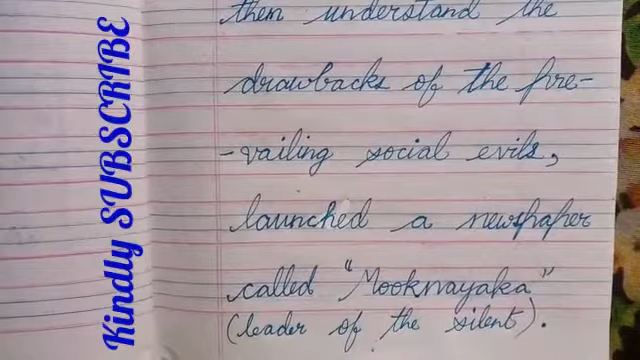 Kindly SUBSCRIBE
them understand the
drawbacks of the pre-
-vailing social evils,
launched a newspaper
called "Mooknayaka"
(leader of the silent).